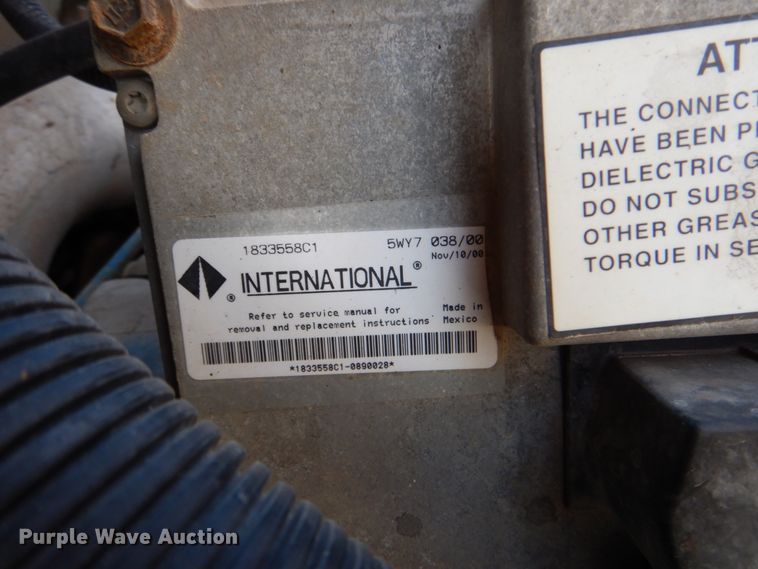 1833558C1 5WY7 038/00
Nov/10/00
® INTERNATIONAL®
Refer to service manual for
removal and replacement instructions
Made in
Mexico
*1833558C1-0890028*
ATT
THE CONNECT
HAVE BEEN P
DIELECTRIC G
DO NOT SUBS
OTHER GREAS
TORQUE IN SE
Purple Wave Auction